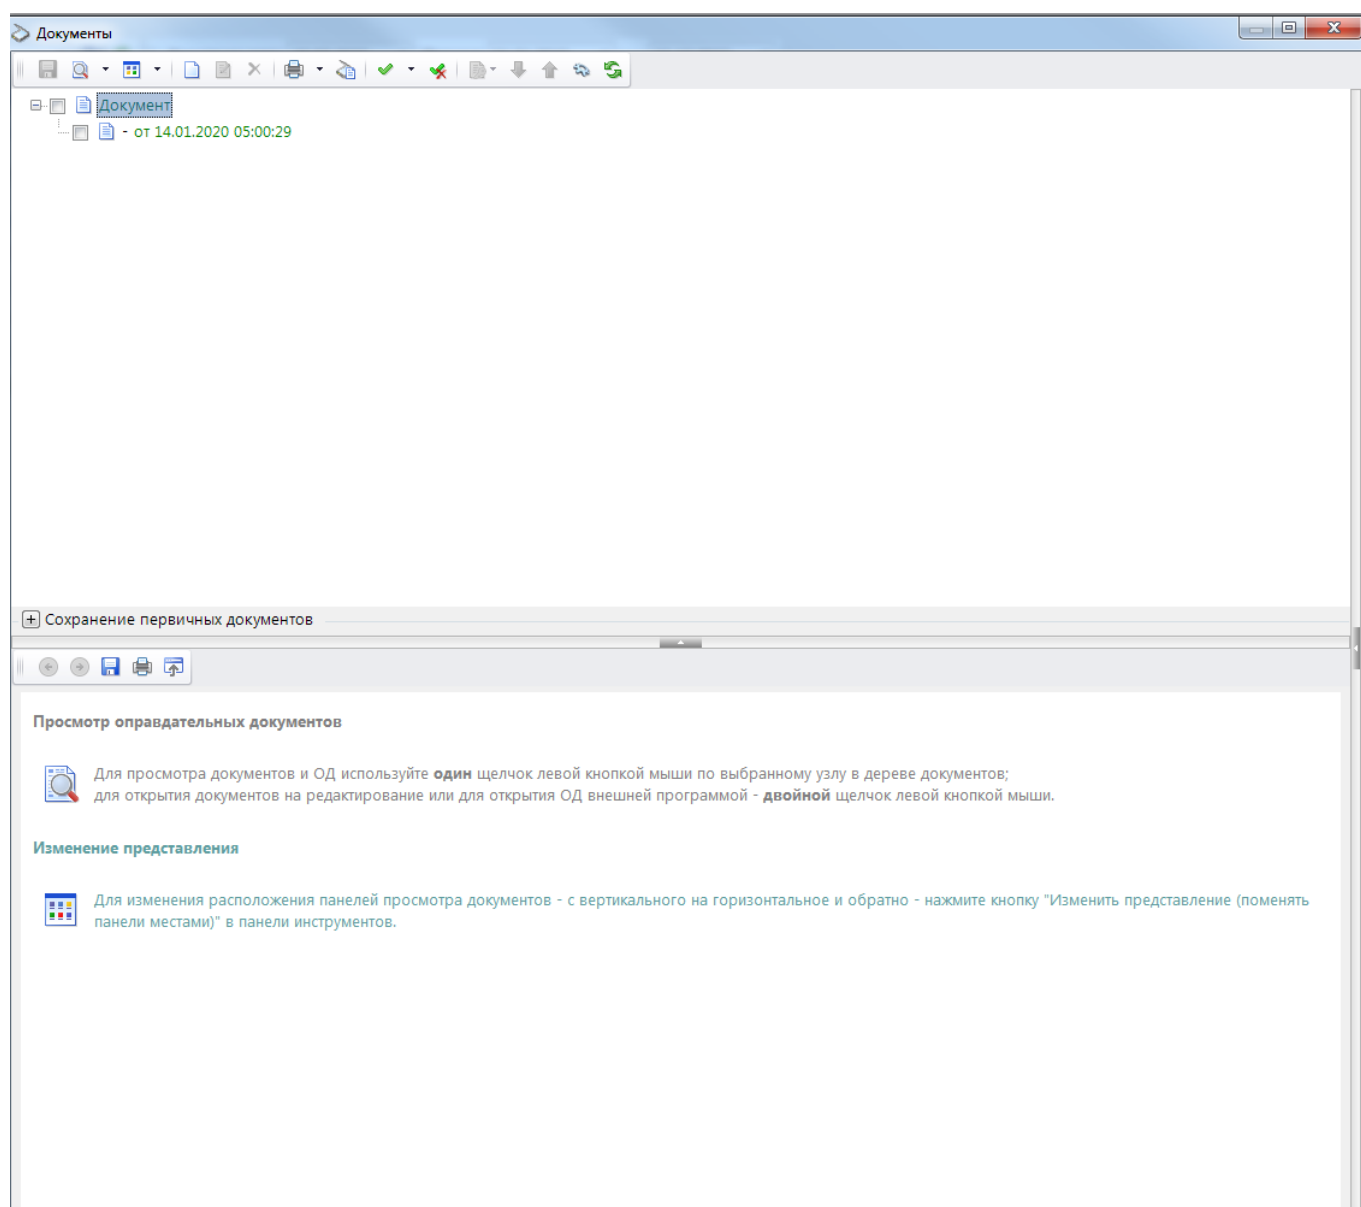 Документы
Документ
- от 14.01.2020 05:00:29
Сохранение первичных документов
Просмотр оправдательных документов
Для просмотра документов и ОД используйте один щелчок левой кнопкой мыши по выбранному узлу в дереве документов;
для открытия документов на редактирование или для открытия ОД внешней программой - двойной щелчок левой кнопкой мыши.
Изменение представления
Для изменения расположения панелей просмотра документов - с вертикального на горизонтальное и обратно - нажмите кнопку "Изменить представление (поменять
панели местами)" в панели инструментов.